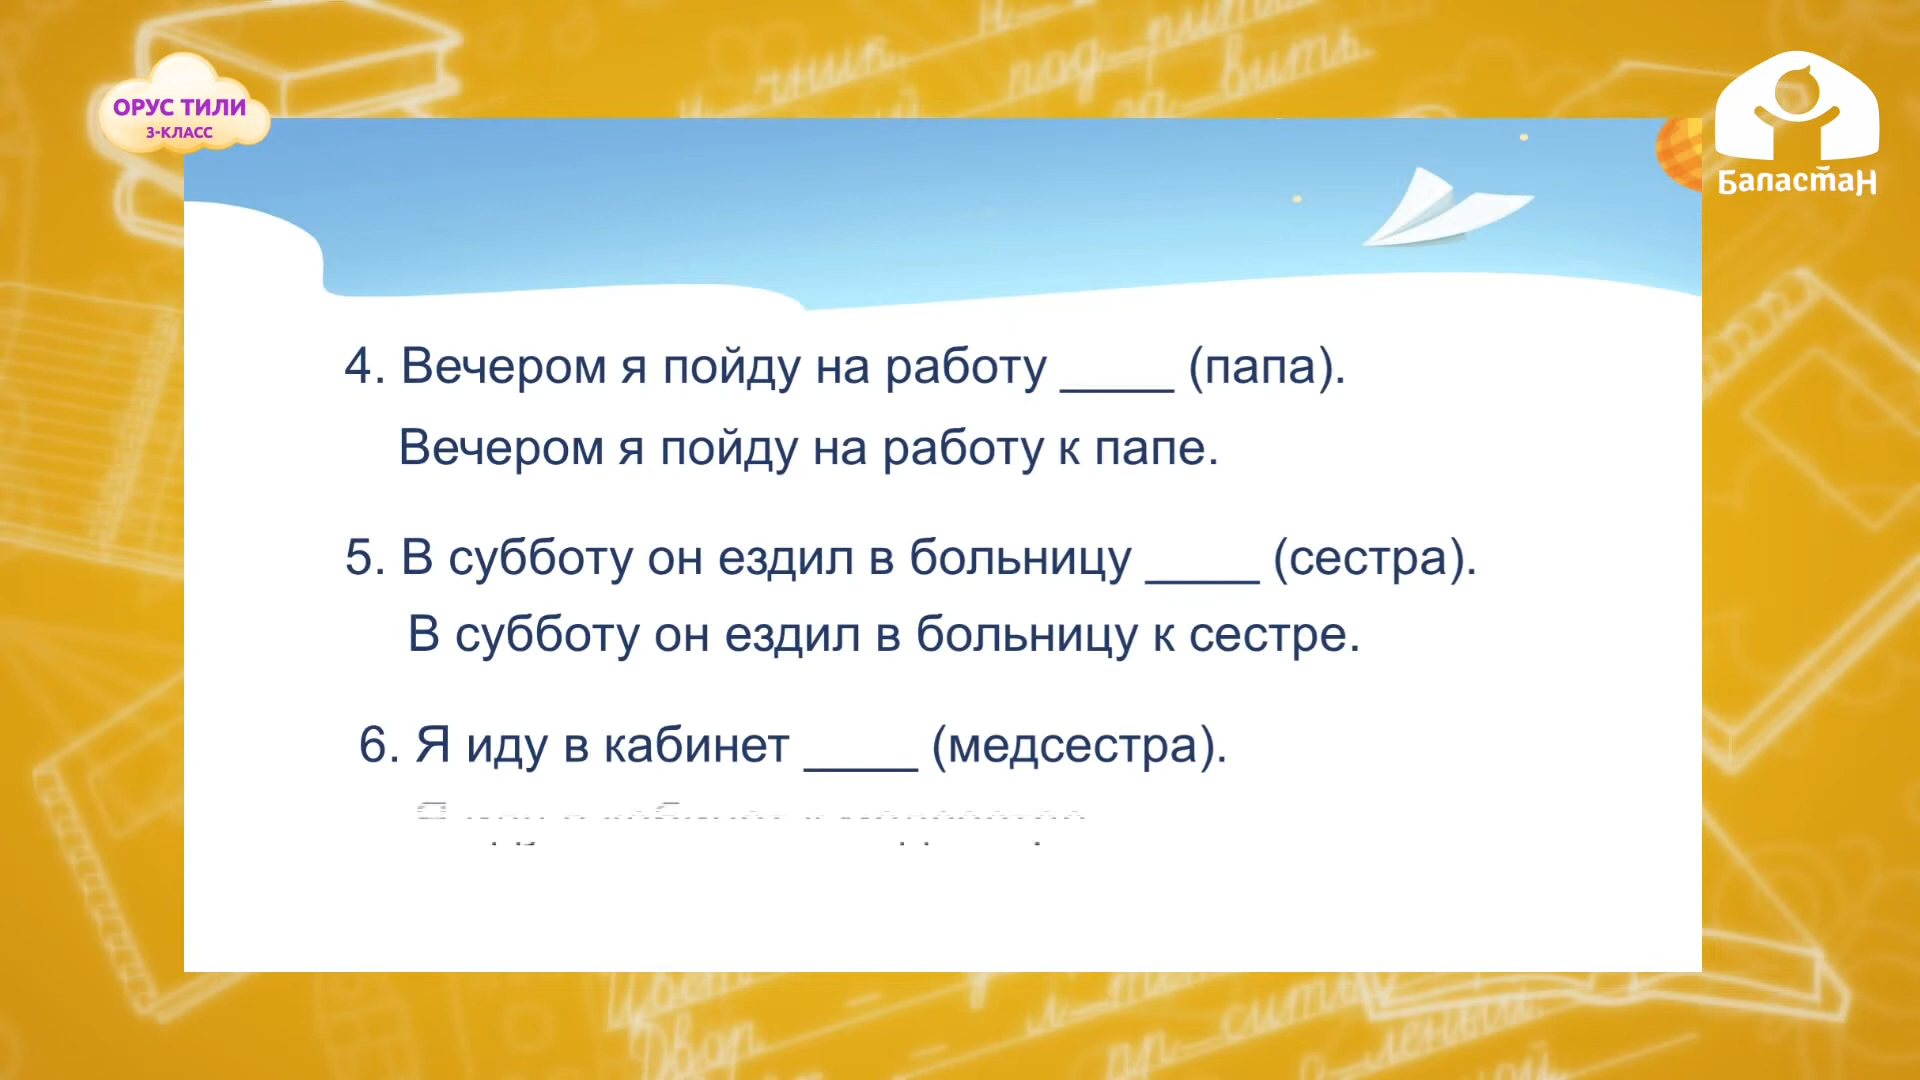 ОРУС ТИЛИ
3-КЛАСС
Баластан
4. Вечером я пойду на работу ____ (папа).
Вечером я пойду на работу к папе.
5. В субботу он ездил в больницу ____ (сестра).
В субботу он ездил в больницу к сестре.
6. Я иду в кабинет ____ (медсестра).